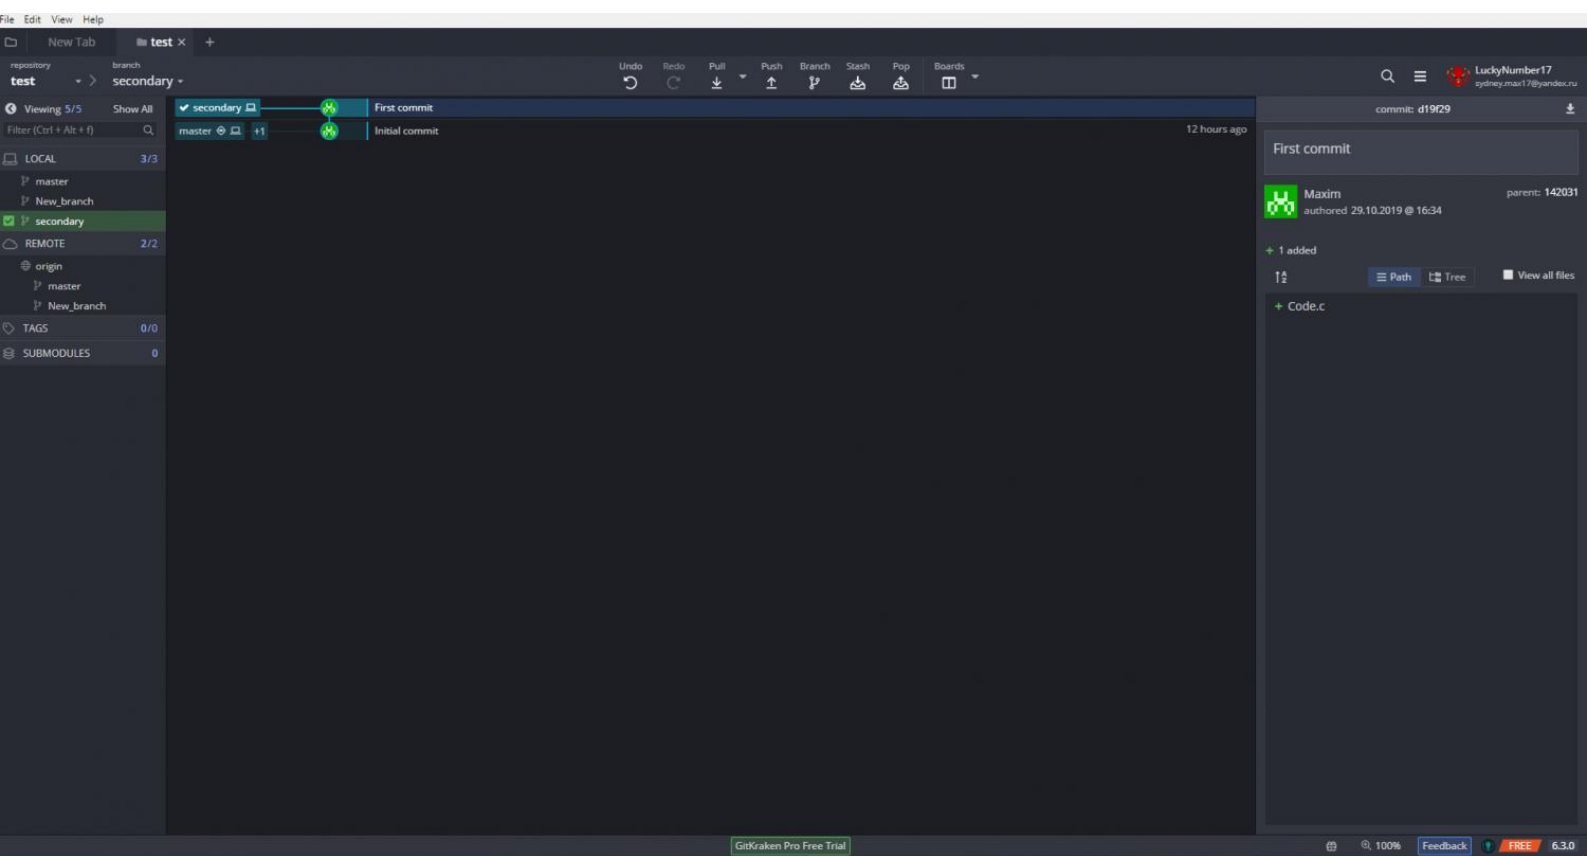 File Edit View Help
New Tab test × +
repository branch
test secondary
Undo Redo Pull Push Branch Stash Pop Boards
LuckyNumber17
sydney.max17@yandex.ru
Viewing 5/5 Show All
Filter (Ctrl + Alt + f)
LOCAL 3/3
master
New_branch
secondary
REMOTE 2/2
origin
master
New_branch
TAGS 0/0
SUBMODULES 0
secondary First commit
master +1 Initial commit 12 hours ago
commit: d19f29
First commit
Maxim parent: 142031
authored 29.10.2019 @ 16:34
+ 1 added
Path Tree View all files
+ Code.c
GitKraken Pro Free Trial
100% Feedback FREE 6.3.0